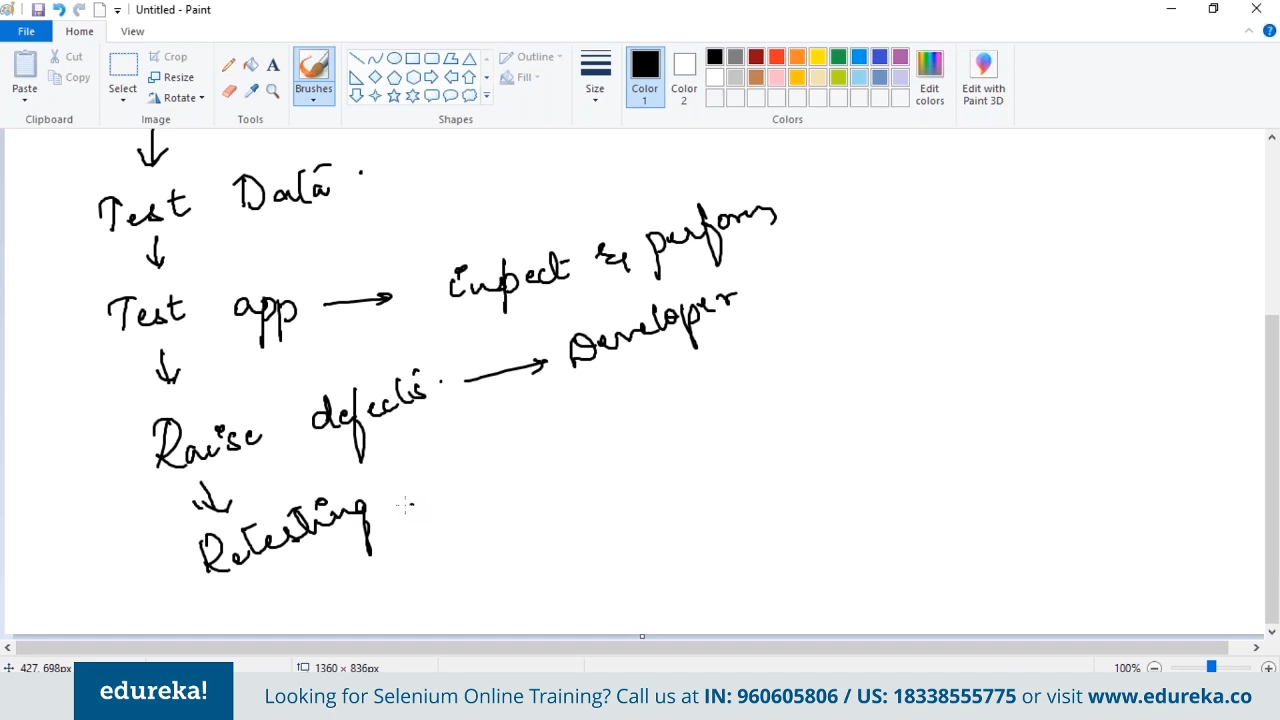 Untitled - Paint
File Home View
Paste Cut Copy Clipboard
Select Crop Resize Rotate Image
Tools
Brushes
Shapes Outline Fill
Size
Color 1 Color 2 Edit colors Edit with Paint 3D Colors
Test Data .
Test app → inpect & perform
Raise defects . → Developer
Retesting
427, 698px 1360 × 836px 100%
edureka! Looking for Selenium Online Training? Call us at IN: 960605806 / US: 18338555775 or visit www.edureka.co